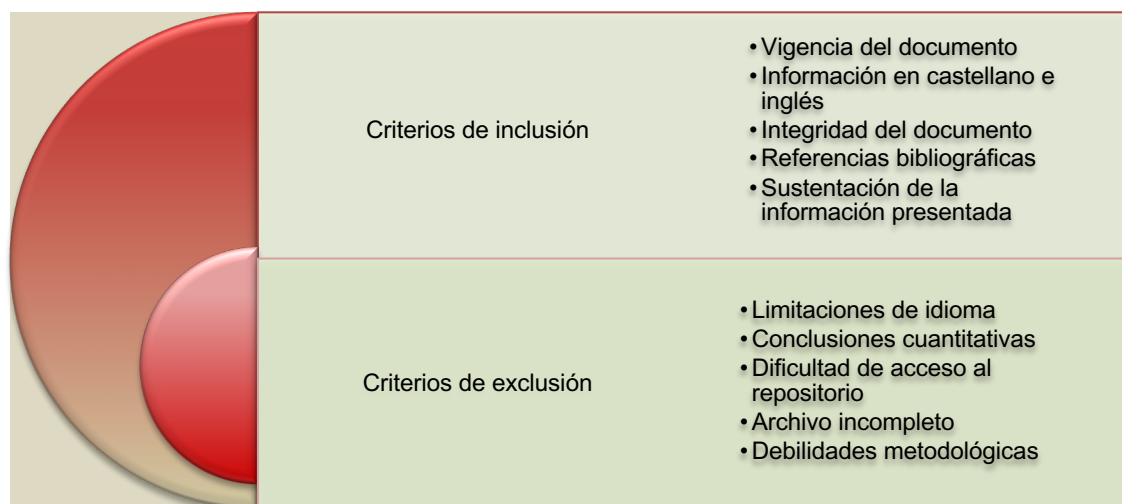 Criterios de inclusión
•Vigencia del documento
•Información en castellano e
inglés
•Integridad del documento
•Referencias bibliográficas
•Sustentación de la
información presentada
Criterios de exclusión
•Limitaciones de idioma
•Conclusiones cuantitativas
•Dificultad de acceso al
repositorio
•Archivo incompleto
•Debilidades metodológicas